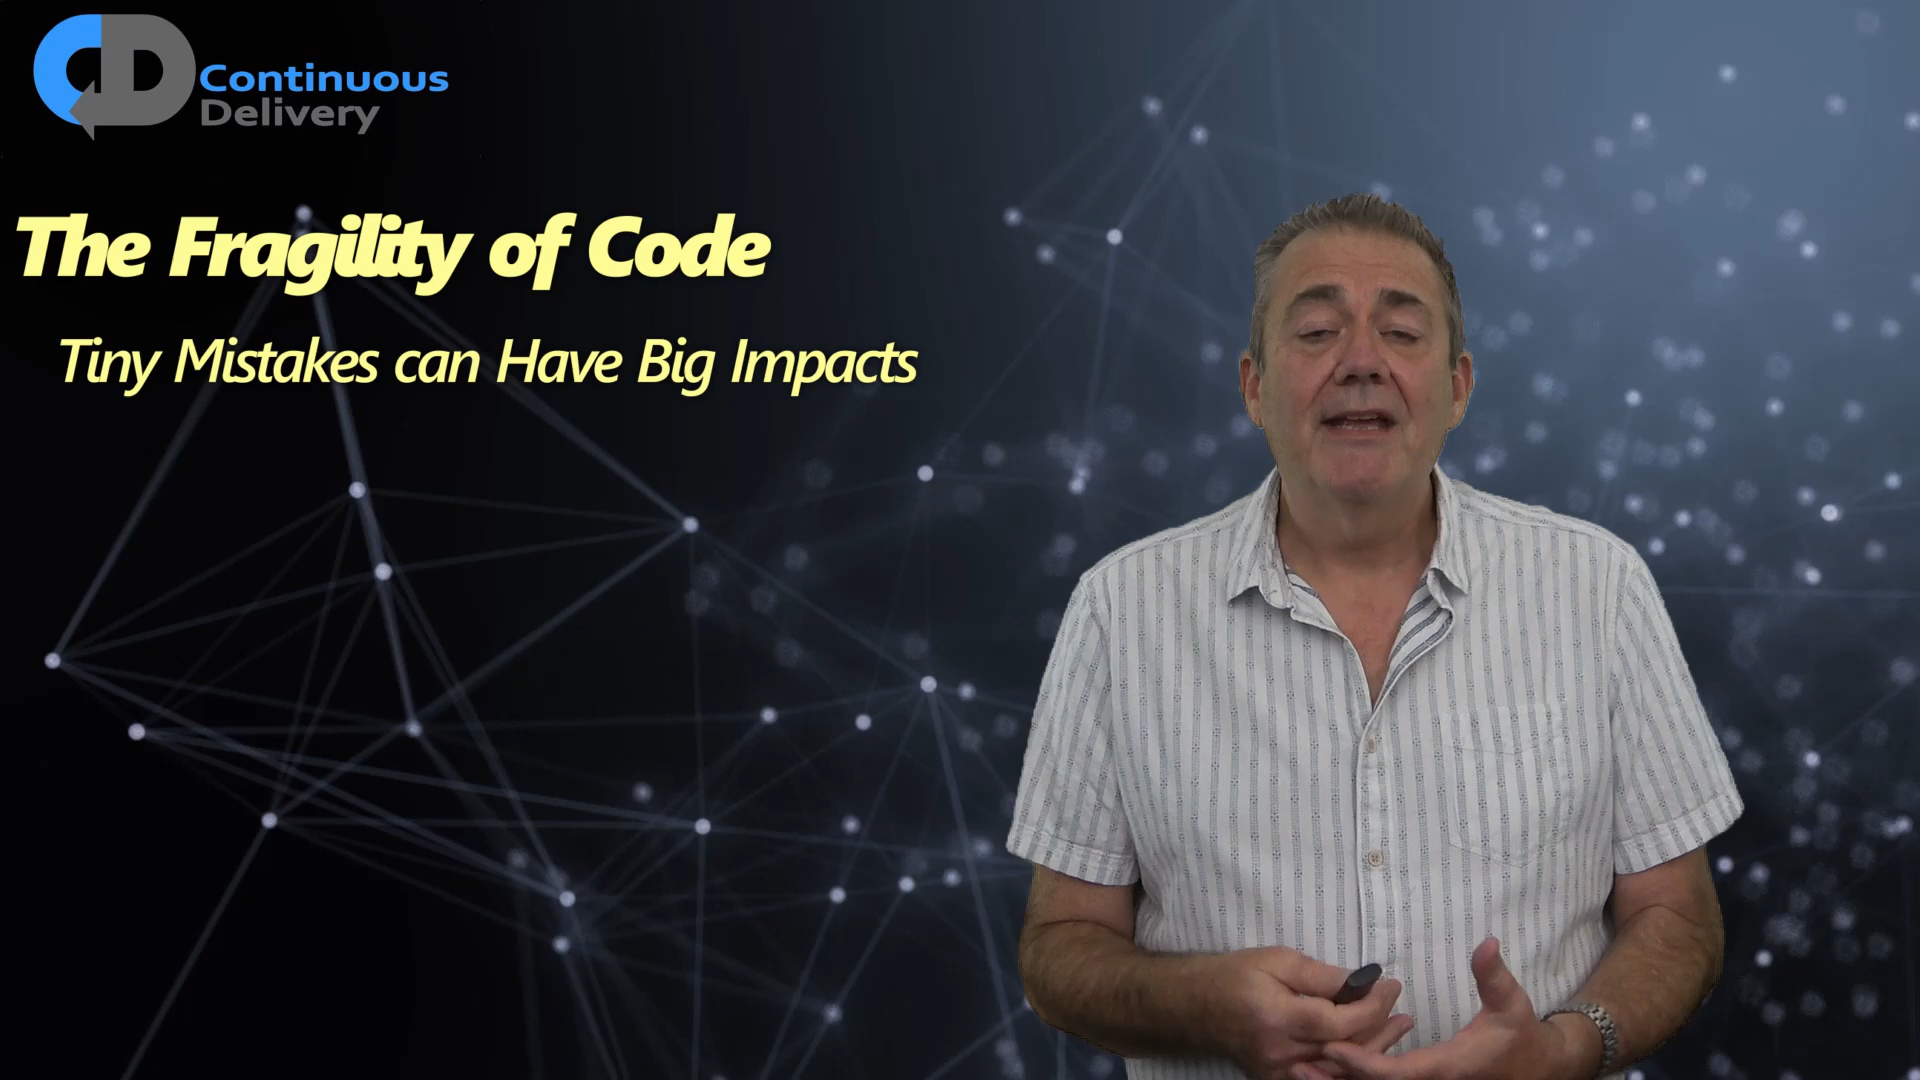 Continuous
Delivery
The Fragility of Code
Tiny Mistakes can Have Big Impacts